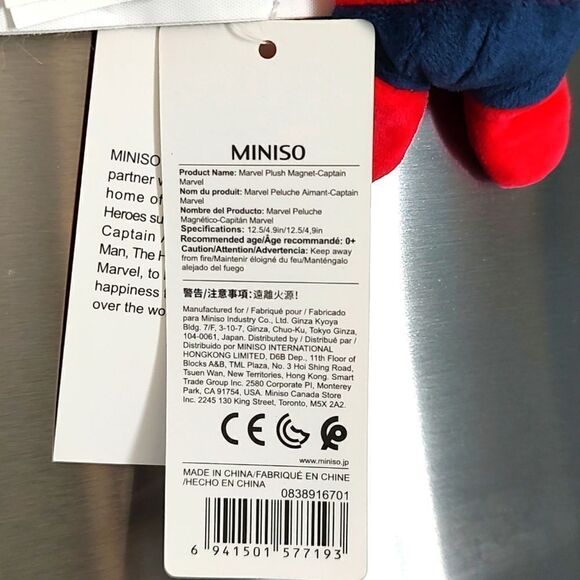 MINISO
partner
home of
Heroes su
Captain
Man, The
Marvel, to
happiness
over the wo
MINISO
Product Name: Marvel Plush Magnet-Captain
Marvel
Nom du produit: Marvel Peluche Aimant-Captain
Marvel
Nombre del Producto: Marvel Peluche
Magnético-Capitán Marvel
Specifications: 12.5/4.9in/12.5/4,9in
Recommended age/Âge recommandé: 0+
Caution/Attention/Advertencia: Keep away
from fire/Maintenir éloigné du feu/Manténgalo
alejado del fuego
警告/注意事項:遠離火源!
Manufactured for / Fabriqué pour / Fabricado
para Miniso Industry Co., Ltd. Ginza Kyoya
Bldg. 7/F, 3-10-7, Ginza, Chuo-Ku, Tokyo Ginza,
104-0061, Japan. Distributed by / Distribué par /
Distribuido por MINISO INTERNATIONAL
HONGKONG LIMITED, D6B Dep., 11th Floor of
Blocks A&B, TML Plaza, No. 3 Hoi Shing Road,
Tsuen Wan, New Territories, Hong Kong. Smart
Trade Group Inc. 2580 Corporate Pl, Monterey
Park, CA 91754, USA. Miniso Canada Store
Inc. 2245 130 King Street, Toronto, M5X 2A2.
CE
www.miniso.jp
MADE IN CHINA/FABRIQUÉ EN CHINE
/HECHO EN CHINA
0838916701
6 941501 577193